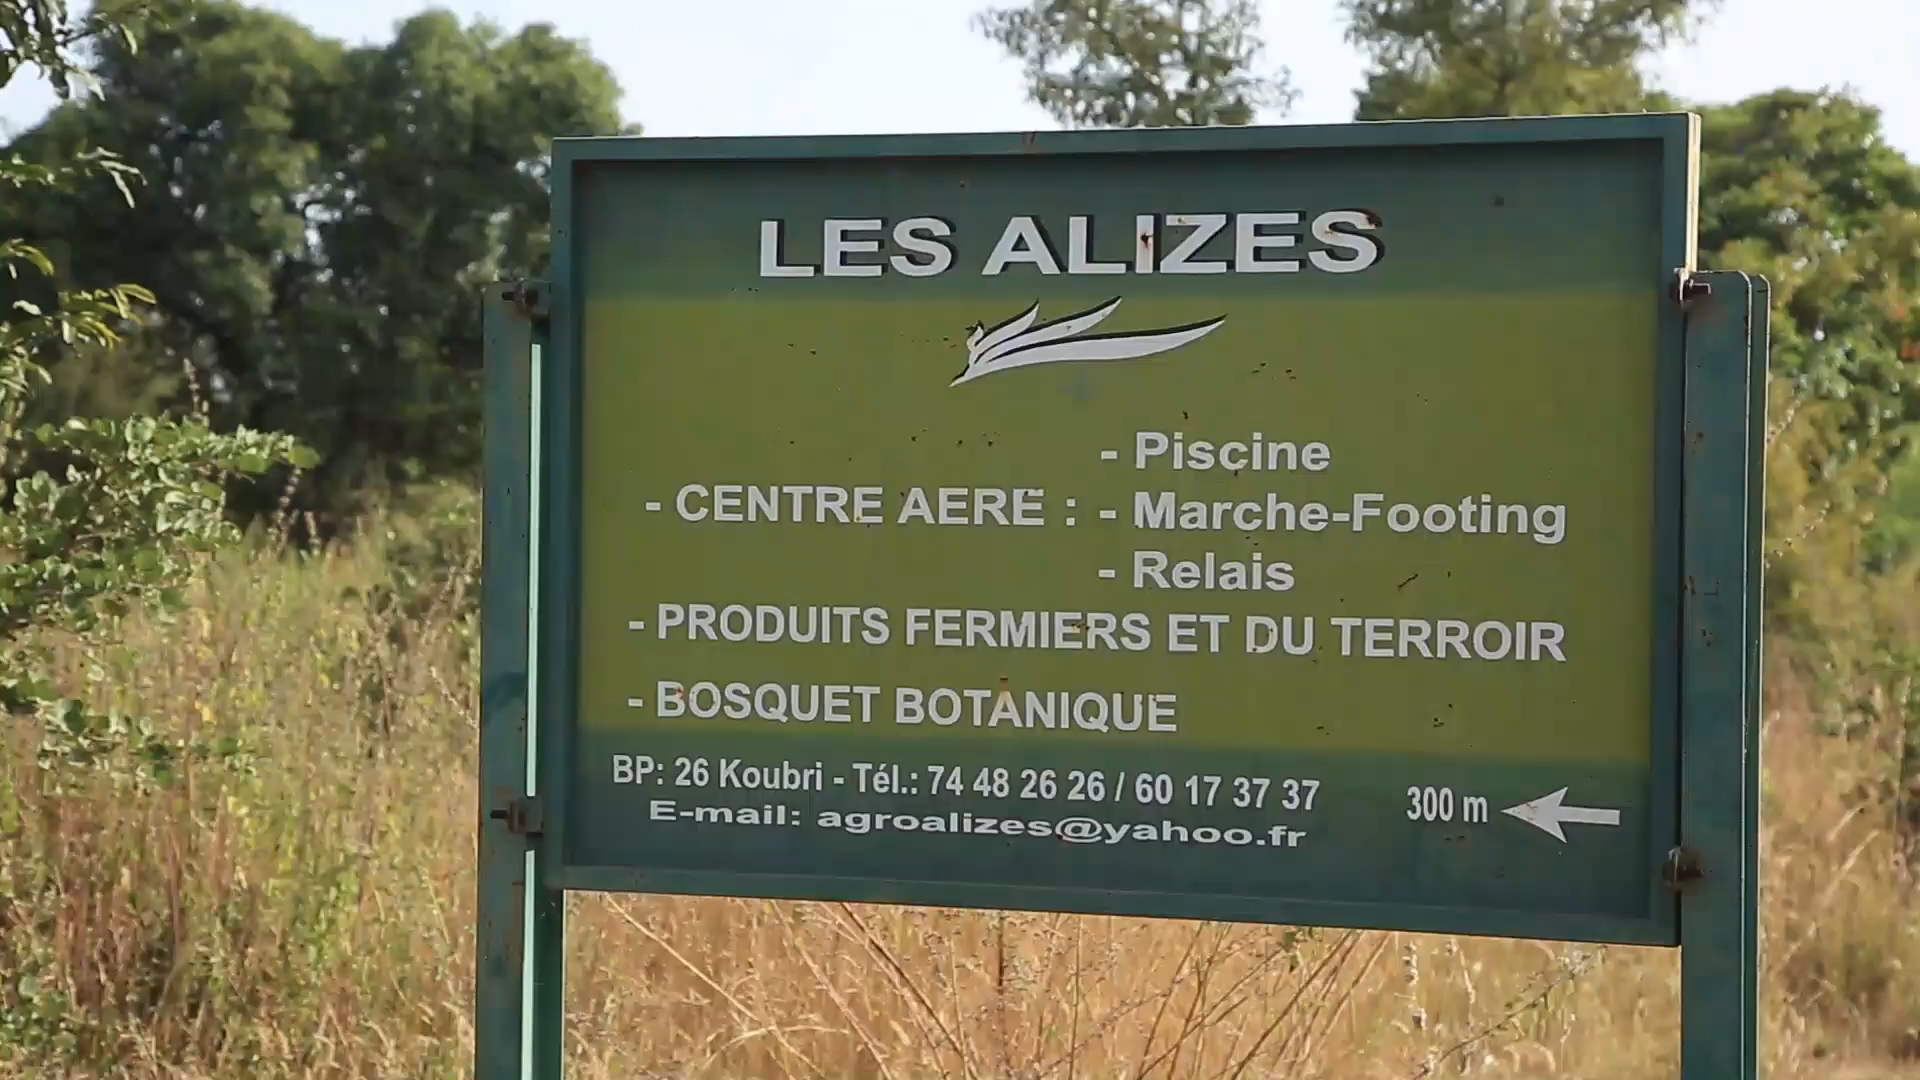 LES ALIZES
- Piscine
- CENTRE AERE : - Marche-Footing
- Relais
- PRODUITS FERMIERS ET DU TERROIR
- BOSQUET BOTANIQUE
BP: 26 Koubri - Tél.: 74 48 26 26 / 60 17 37 37
E-mail: agroalizes@yahoo.fr
300 m